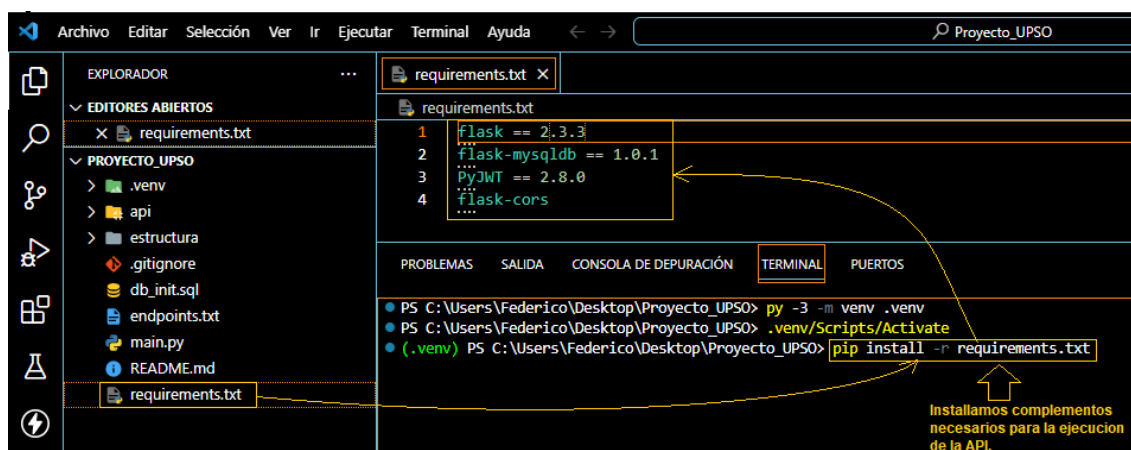 Archivo Editar Selección Ver Ir Ejecutar Terminal Ayuda
Proyecto_UPSO
EXPLORADOR
EDITORES ABIERTOS
requirements.txt
PROYECTO_UPSO
.venv
api
estructura
.gitignore
db_init.sql
endpoints.txt
main.py
README.md
requirements.txt
requirements.txt
requirements.txt
1 flask == 2.3.3
2 flask-mysqldb == 1.0.1
3 PyJWT == 2.8.0
4 flask-cors
PROBLEMAS SALIDA CONSOLA DE DEPURACIÓN TERMINAL PUERTOS
PS C:\Users\Federico\Desktop\Proyecto_UPSO> py -3 -m venv .venv
PS C:\Users\Federico\Desktop\Proyecto_UPSO> .venv/Scripts/Activate
(.venv) PS C:\Users\Federico\Desktop\Proyecto_UPSO> pip install -r requirements.txt
Installamos complementos
necesarios para la ejecucion
de la API.